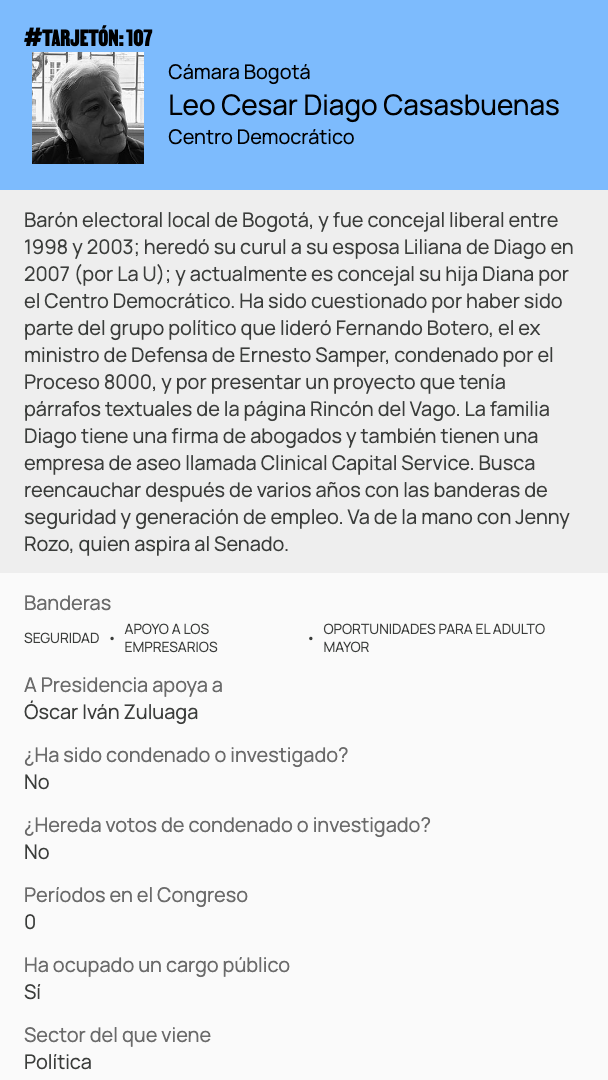 #TARJETÓN: 107
Cámara Bogotá
Leo Cesar Diago Casasbuenas
Centro Democrático
Barón electoral local de Bogotá, y fue concejal liberal entre
1998 y 2003; heredó su curul a su esposa Liliana de Diago en
2007 (por La U); y actualmente es concejal su hija Diana por
el Centro Democrático. Ha sido cuestionado por haber sido
parte del grupo político que lideró Fernando Botero, el ex
ministro de Defensa de Ernesto Samper, condenado por el
Proceso 8000, y por presentar un proyecto que tenía
párrafos textuales de la página Rincón del Vago. La familia
Diago tiene una firma de abogados y también tienen una
empresa de aseo llamada Clinical Capital Service. Busca
reencauchar después de varios años con las banderas de
seguridad y generación de empleo. Va de la mano con Jenny
Rozo, quien aspira al Senado.
Banderas
SEGURIDAD • APOYO A LOS
EMPRESARIOS
• OPORTUNIDADES PARA EL ADULTO
MAYOR
A Presidencia apoya a
Óscar Iván Zuluaga
¿Ha sido condenado o investigado?
No
¿Hereda votos de condenado o investigado?
No
Períodos en el Congreso
0
Ha ocupado un cargo público
Sí
Sector del que viene
Política